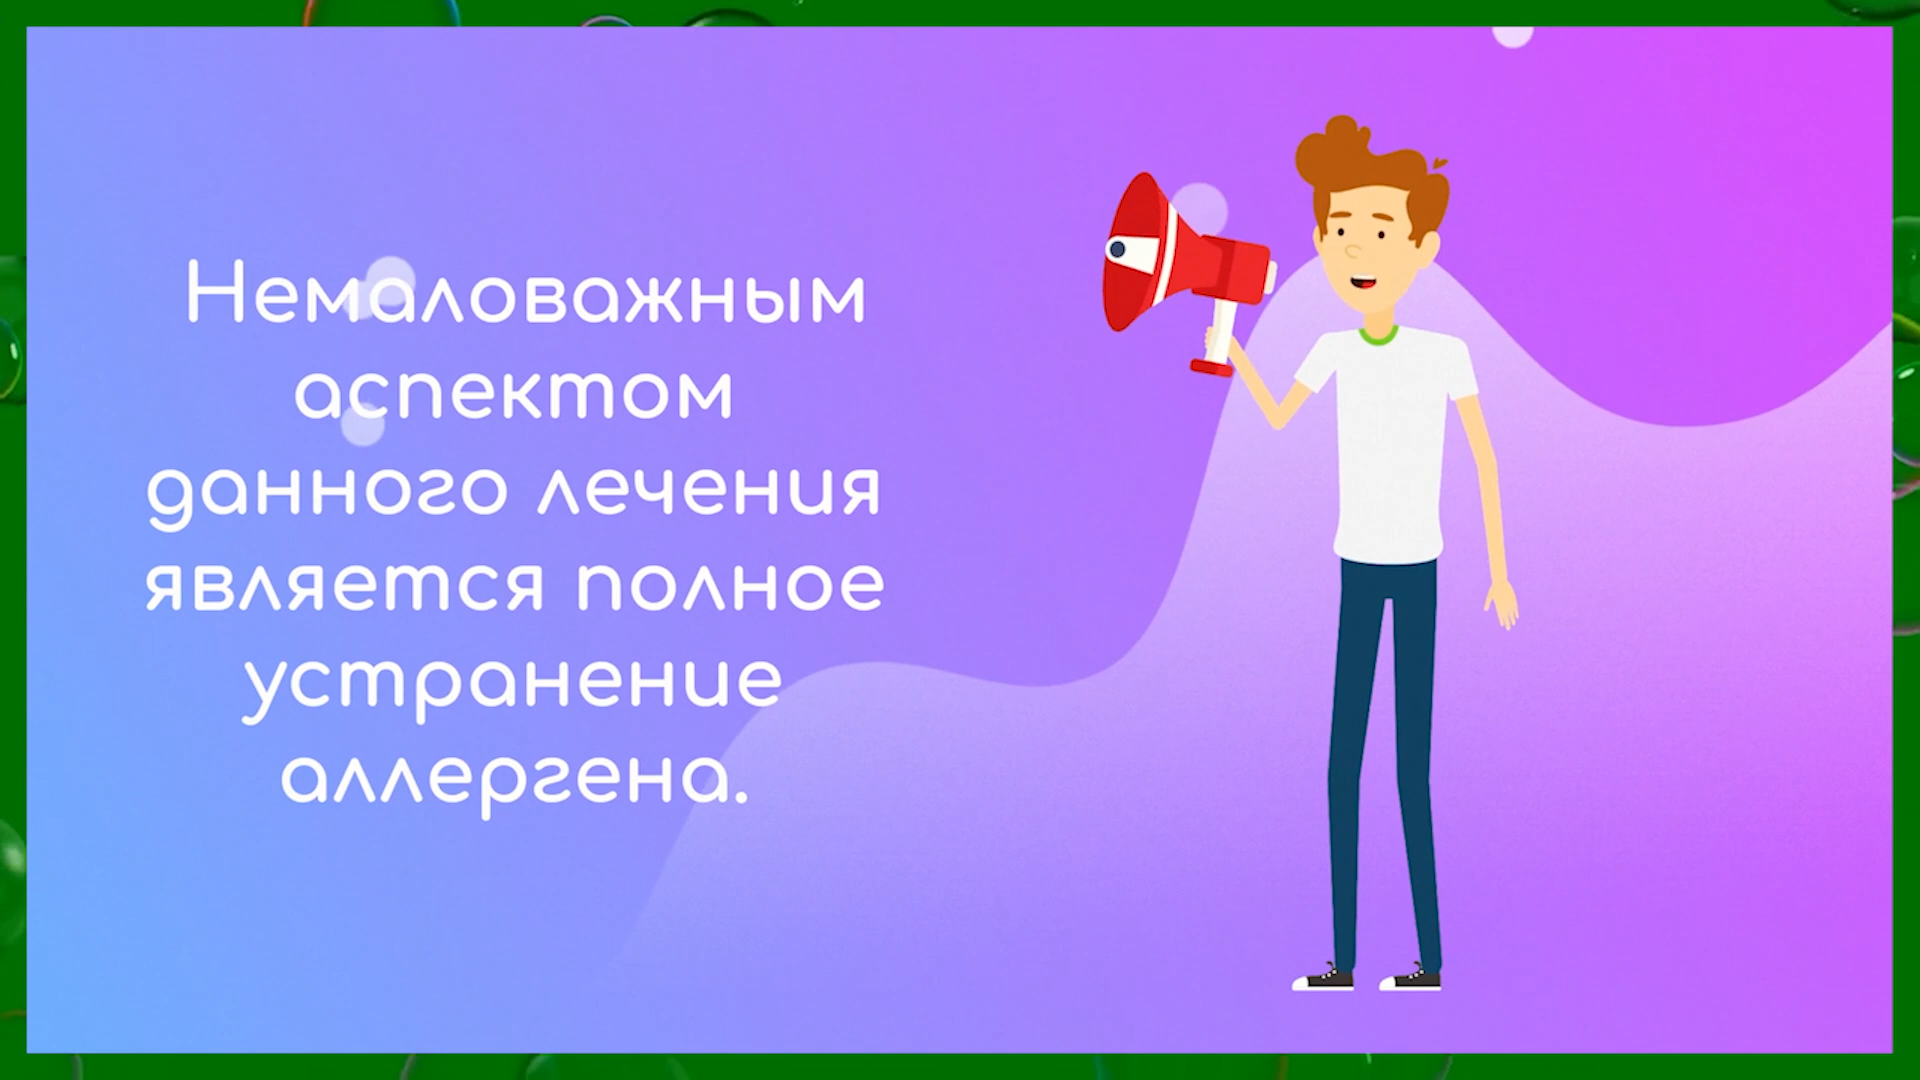 Немаловажным
аспектом
данного лечения
является полное
устранение
аллергена.